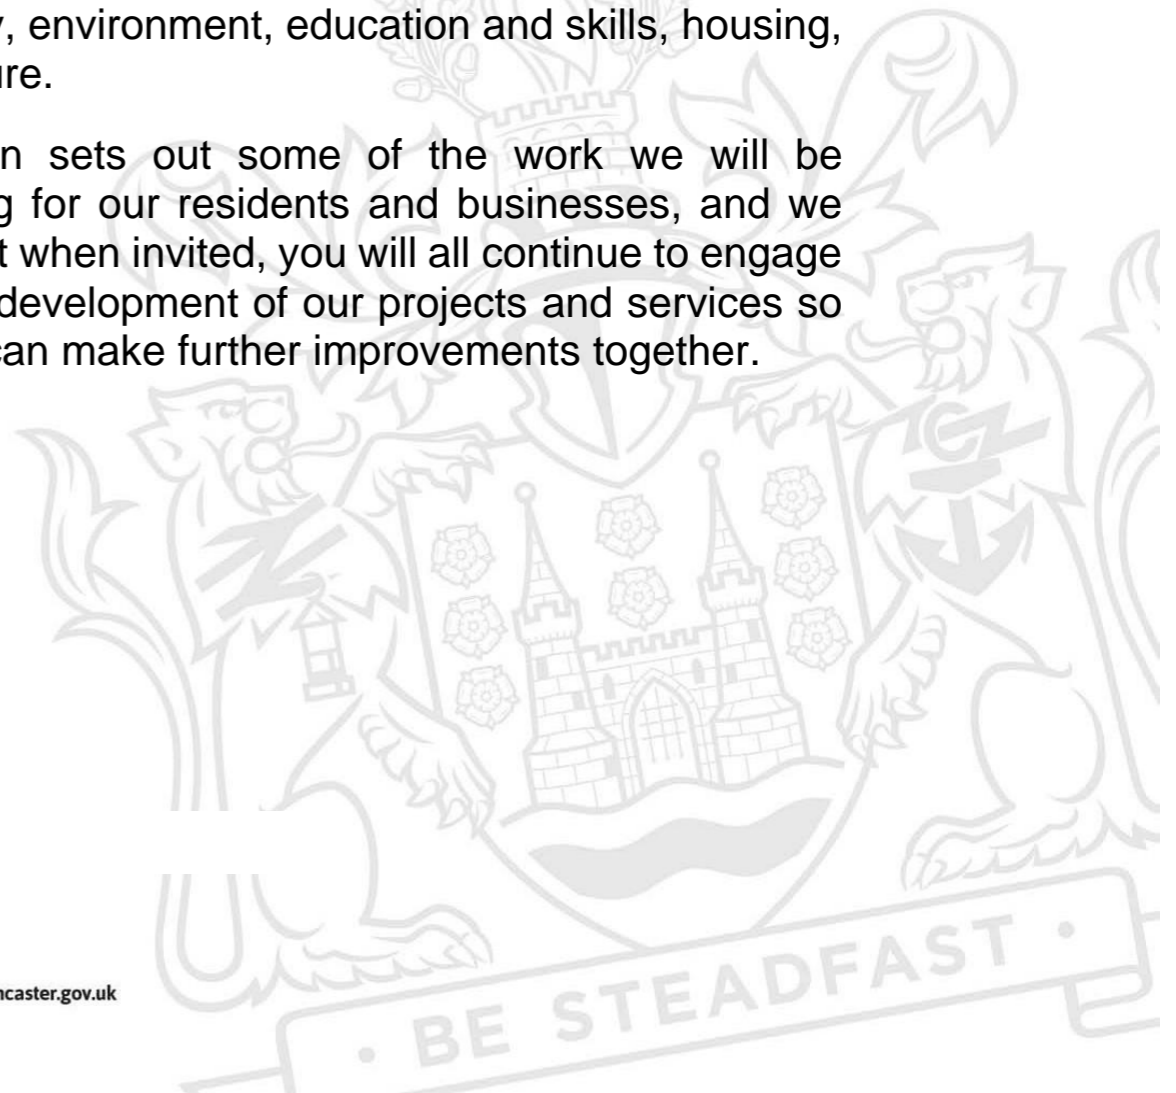 , environment, education and skills, housing,
ure.
n sets out some of the work we will be
g for our residents and businesses, and we
t when invited, you will all continue to engage
development of our projects and services so
can make further improvements together.
ncaster.gov.uk
• BE STEADFAST •